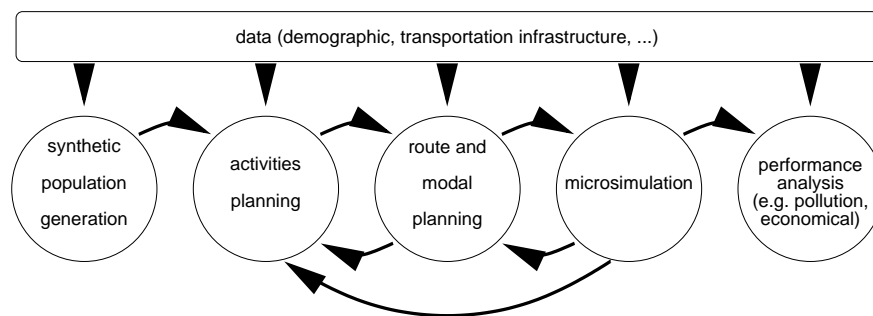 data (demographic, transportation infrastructure, ...)
synthetic
population
generation
activities
planning
route and
modal
planning
microsimulation
performance
analysis
(e.g. pollution,
economical)